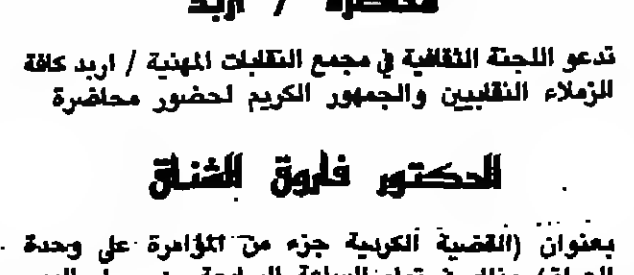 محاضرة / اربد
تدعو اللجنة الثقافية في مجمع النقابات المهنية / اربد كافة
الزملاء النقابيين والجمهور الكريم لحضور محاضرة
الدكتور فاروق الشناق
بعنوان (القضية الكردية جزء من المؤامرة على وحدة